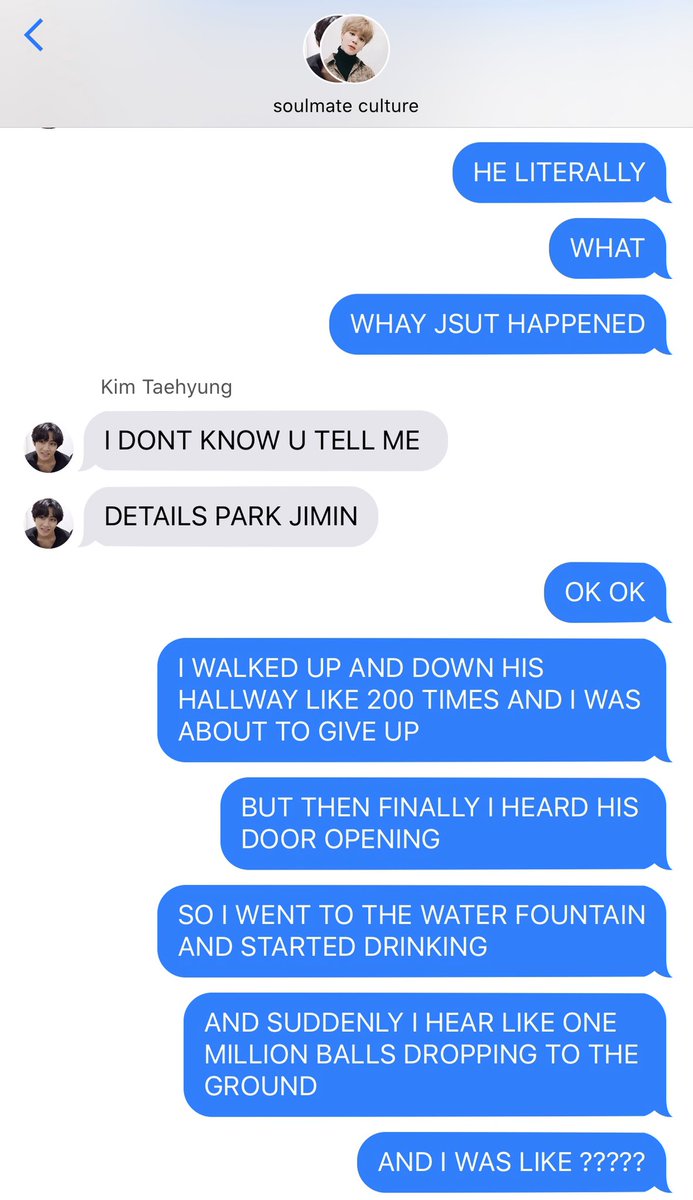 soulmate culture
HE LITERALLY
WHAT
WHAY JSUT HAPPENED
Kim Taehyung
I DONT KNOW U TELL ME
DETAILS PARK JIMIN
OK OK
I WALKED UP AND DOWN HIS
HALLWAY LIKE 200 TIMES AND I WAS
ABOUT TO GIVE UP
BUT THEN FINALLY I HEARD HIS
DOOR OPENING
SO I WENT TO THE WATER FOUNTAIN
AND STARTED DRINKING
AND SUDDENLY I HEAR LIKE ONE
MILLION BALLS DROPPING TO THE
GROUND
AND I WAS LIKE ?????